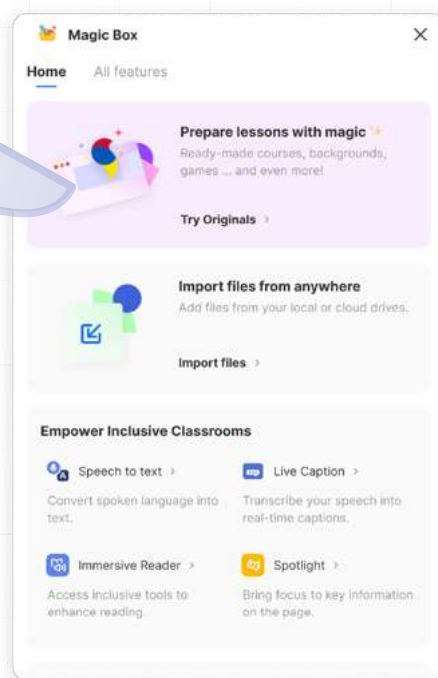 Magic Box
Home All features
Prepare lessons with magic
Ready-made courses, backgrounds,
games ... and even more!
Try Originals >
Import files from anywhere
Add files from your local or cloud drives.
Import files >
Empower Inclusive Classrooms
Speech to text >
Convert spoken language into
text.
Live Caption >
Transcribe your speech into
real-time captions.
Immersive Reader >
Access inclusive tools to
enhance reading.
Spotlight >
Bring focus to key information
on the page.